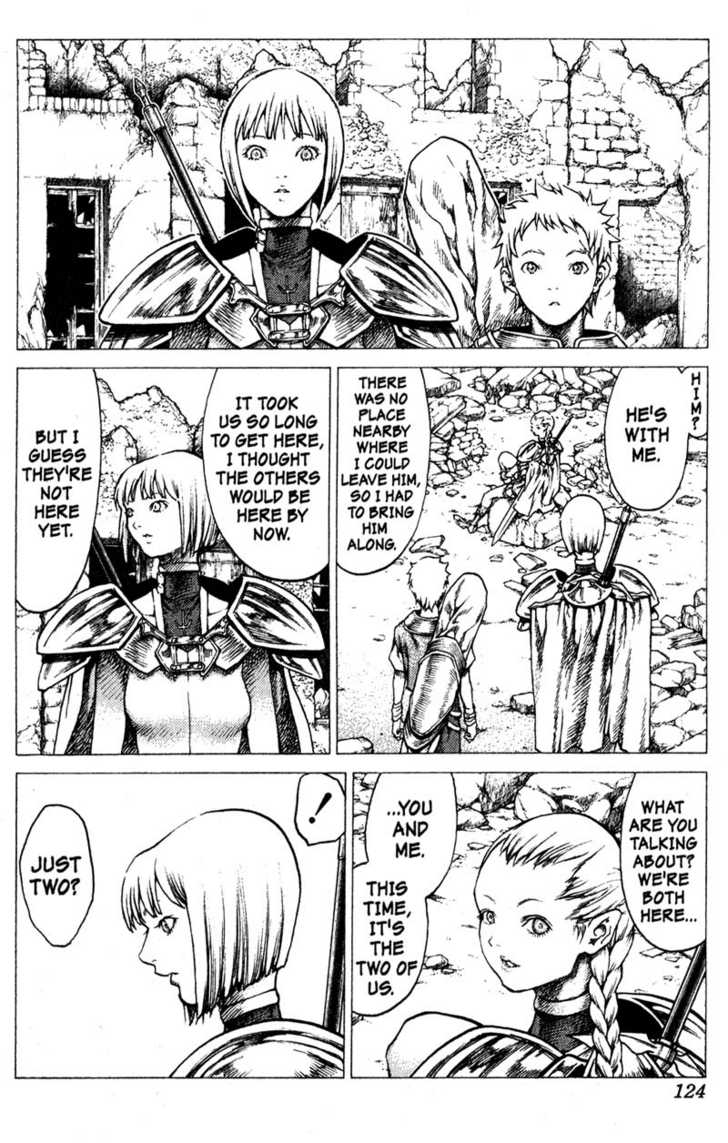 HIM?
HE'S
WITH
ME.
THERE
WAS NO
PLACE
NEARBY
WHERE
I COULD
LEAVE HIM,
SO I HAD
TO BRING
HIM
ALONG.
IT TOOK
US SO LONG
TO GET HERE,
I THOUGHT
THE OTHERS
WOULD BE
HERE BY
NOW.
BUT I
GUESS
THEY'RE
NOT
HERE
YET.
WHAT
ARE YOU
TALKING
ABOUT?
WE'RE
BOTH
HERE...
...YOU
AND
ME.
THIS
TIME,
IT'S
THE
TWO OF
US.
!
JUST
TWO?
124